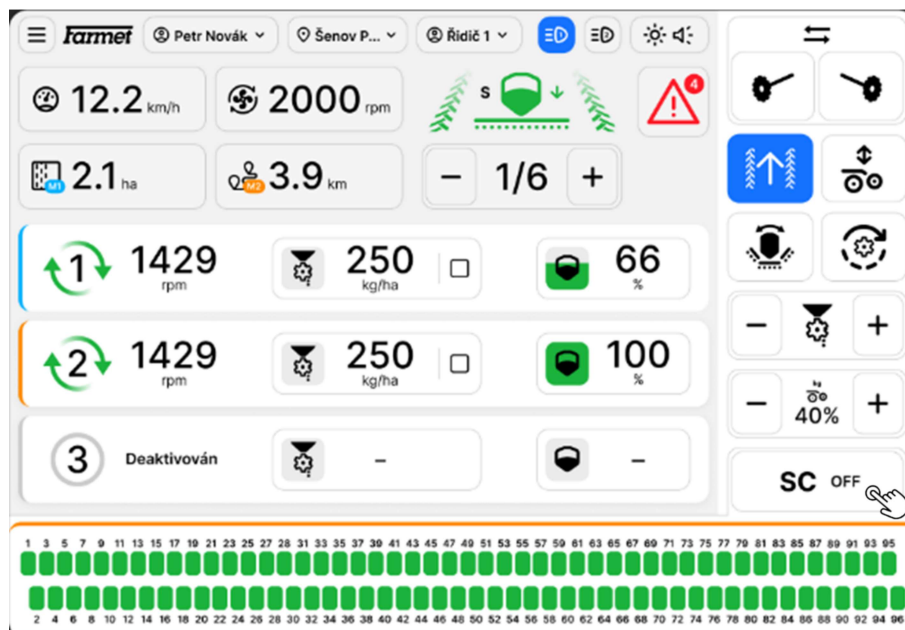 Farmet Petr Novák Šenov P... Řidič 1
12.2 km/h 2000 rpm S 4
M1 2.1 ha M2 3.9 km − 1/6 +
1 1429 rpm 250 kg/ha 66 %
− +
2 1429 rpm 250 kg/ha 100 %
kg
− 40% +
3 Deaktivován – –
SC OFF
1 3 5 7 9 11 13 15 17 19 21 23 25 27 28 31 33 35 37 39 41 43 45 47 49 51 53 55 57 59 61 63 65 67 69 71 73 75 77 79 81 83 85 87 89 91 93 95
2 4 6 8 10 12 14 16 18 20 22 24 26 28 30 32 34 36 38 40 42 44 46 48 50 52 54 56 58 60 62 64 66 68 70 72 74 76 78 80 82 84 86 88 90 92 94 96